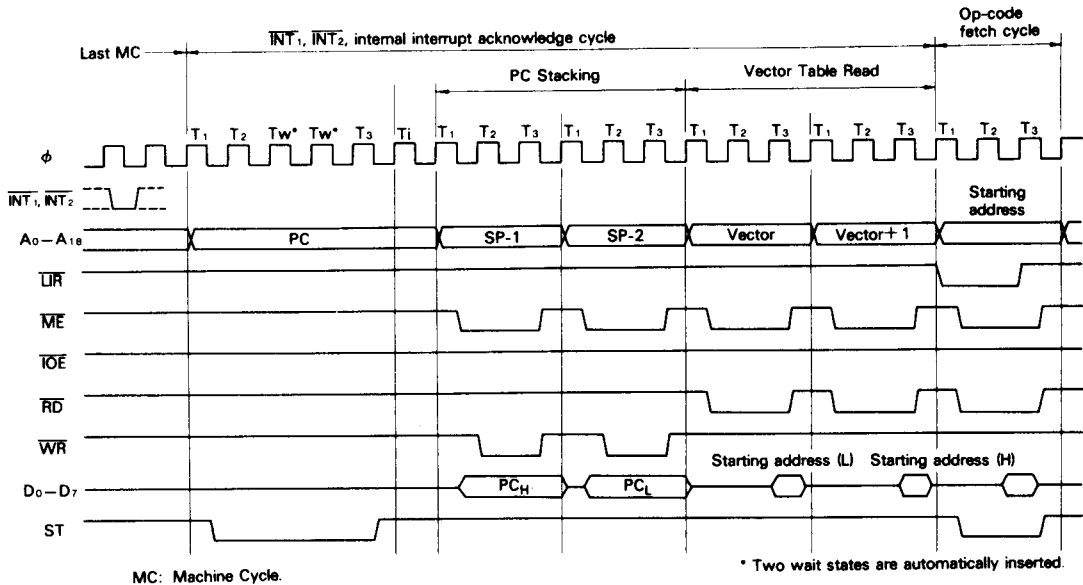 Op-code
fetch cycle
Last MC
INT₁, INT₂, internal interrupt acknowledge cycle
PC Stacking
Vector Table Read
T₁ T₂ Tw* Tw* T₃ Ti T₁ T₂ T₃ T₁ T₂ T₃ T₁ T₂ T₃ T₁ T₂ T₃ T₁ T₂ T₃
φ
INT₁, INT₂
Starting
address
A₀–A₁₈ PC SP-1 SP-2 Vector Vector+1
LIR
ME
IOE
RD
WR
Starting address (L) Starting address (H)
D₀–D₇ PC_H PC_L
ST
MC: Machine Cycle.
* Two wait states are automatically inserted.